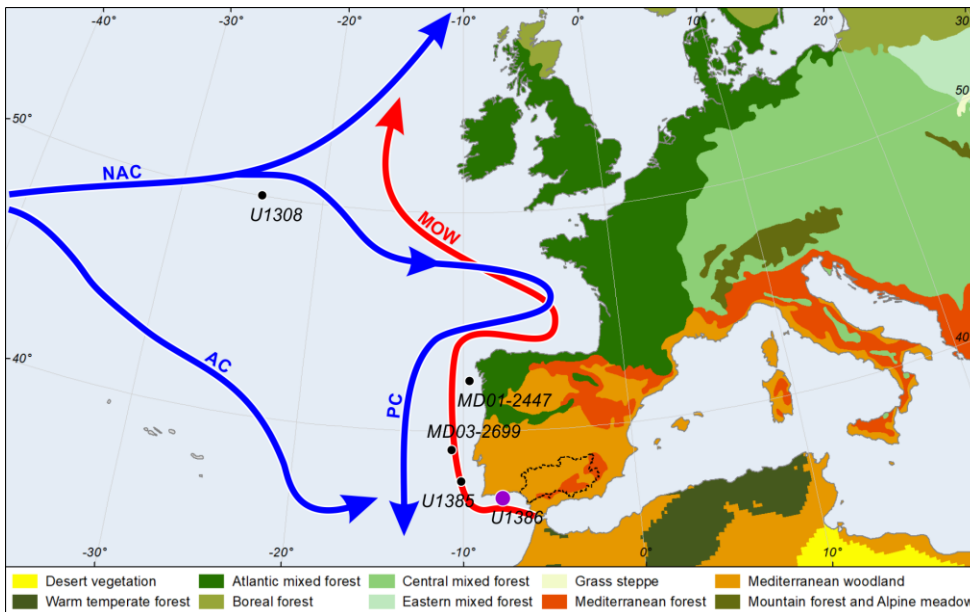 -30° -20° -10° 0° 10° 20° 30°
50° 50
NAC
U1308
MOW
40° 40
AC
PC
MD01-2447
MD03-2699
U1385
U1386
-30° -20° -10° 0° 10° 20°
Desert vegetation Atlantic mixed forest Central mixed forest Grass steppe Mediterranean woodland
Warm temperate forest Boreal forest Eastern mixed forest Mediterranean forest Mountain forest and Alpine meadow